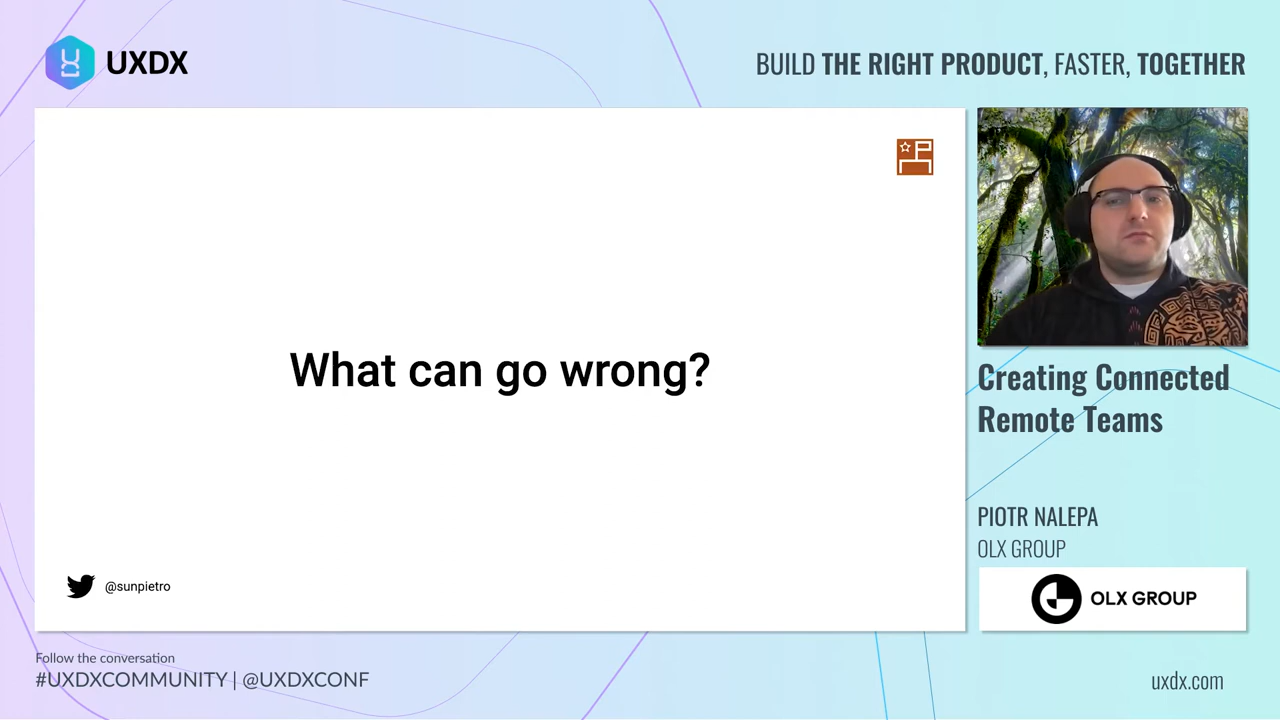 UXDX
BUILD THE RIGHT PRODUCT, FASTER, TOGETHER
What can go wrong?
@sunpietro
Creating Connected
Remote Teams
PIOTR NALEPA
OLX GROUP
OLX GROUP
Follow the conversation
#UXDXCOMMUNITY | @UXDXCONF
uxdx.com